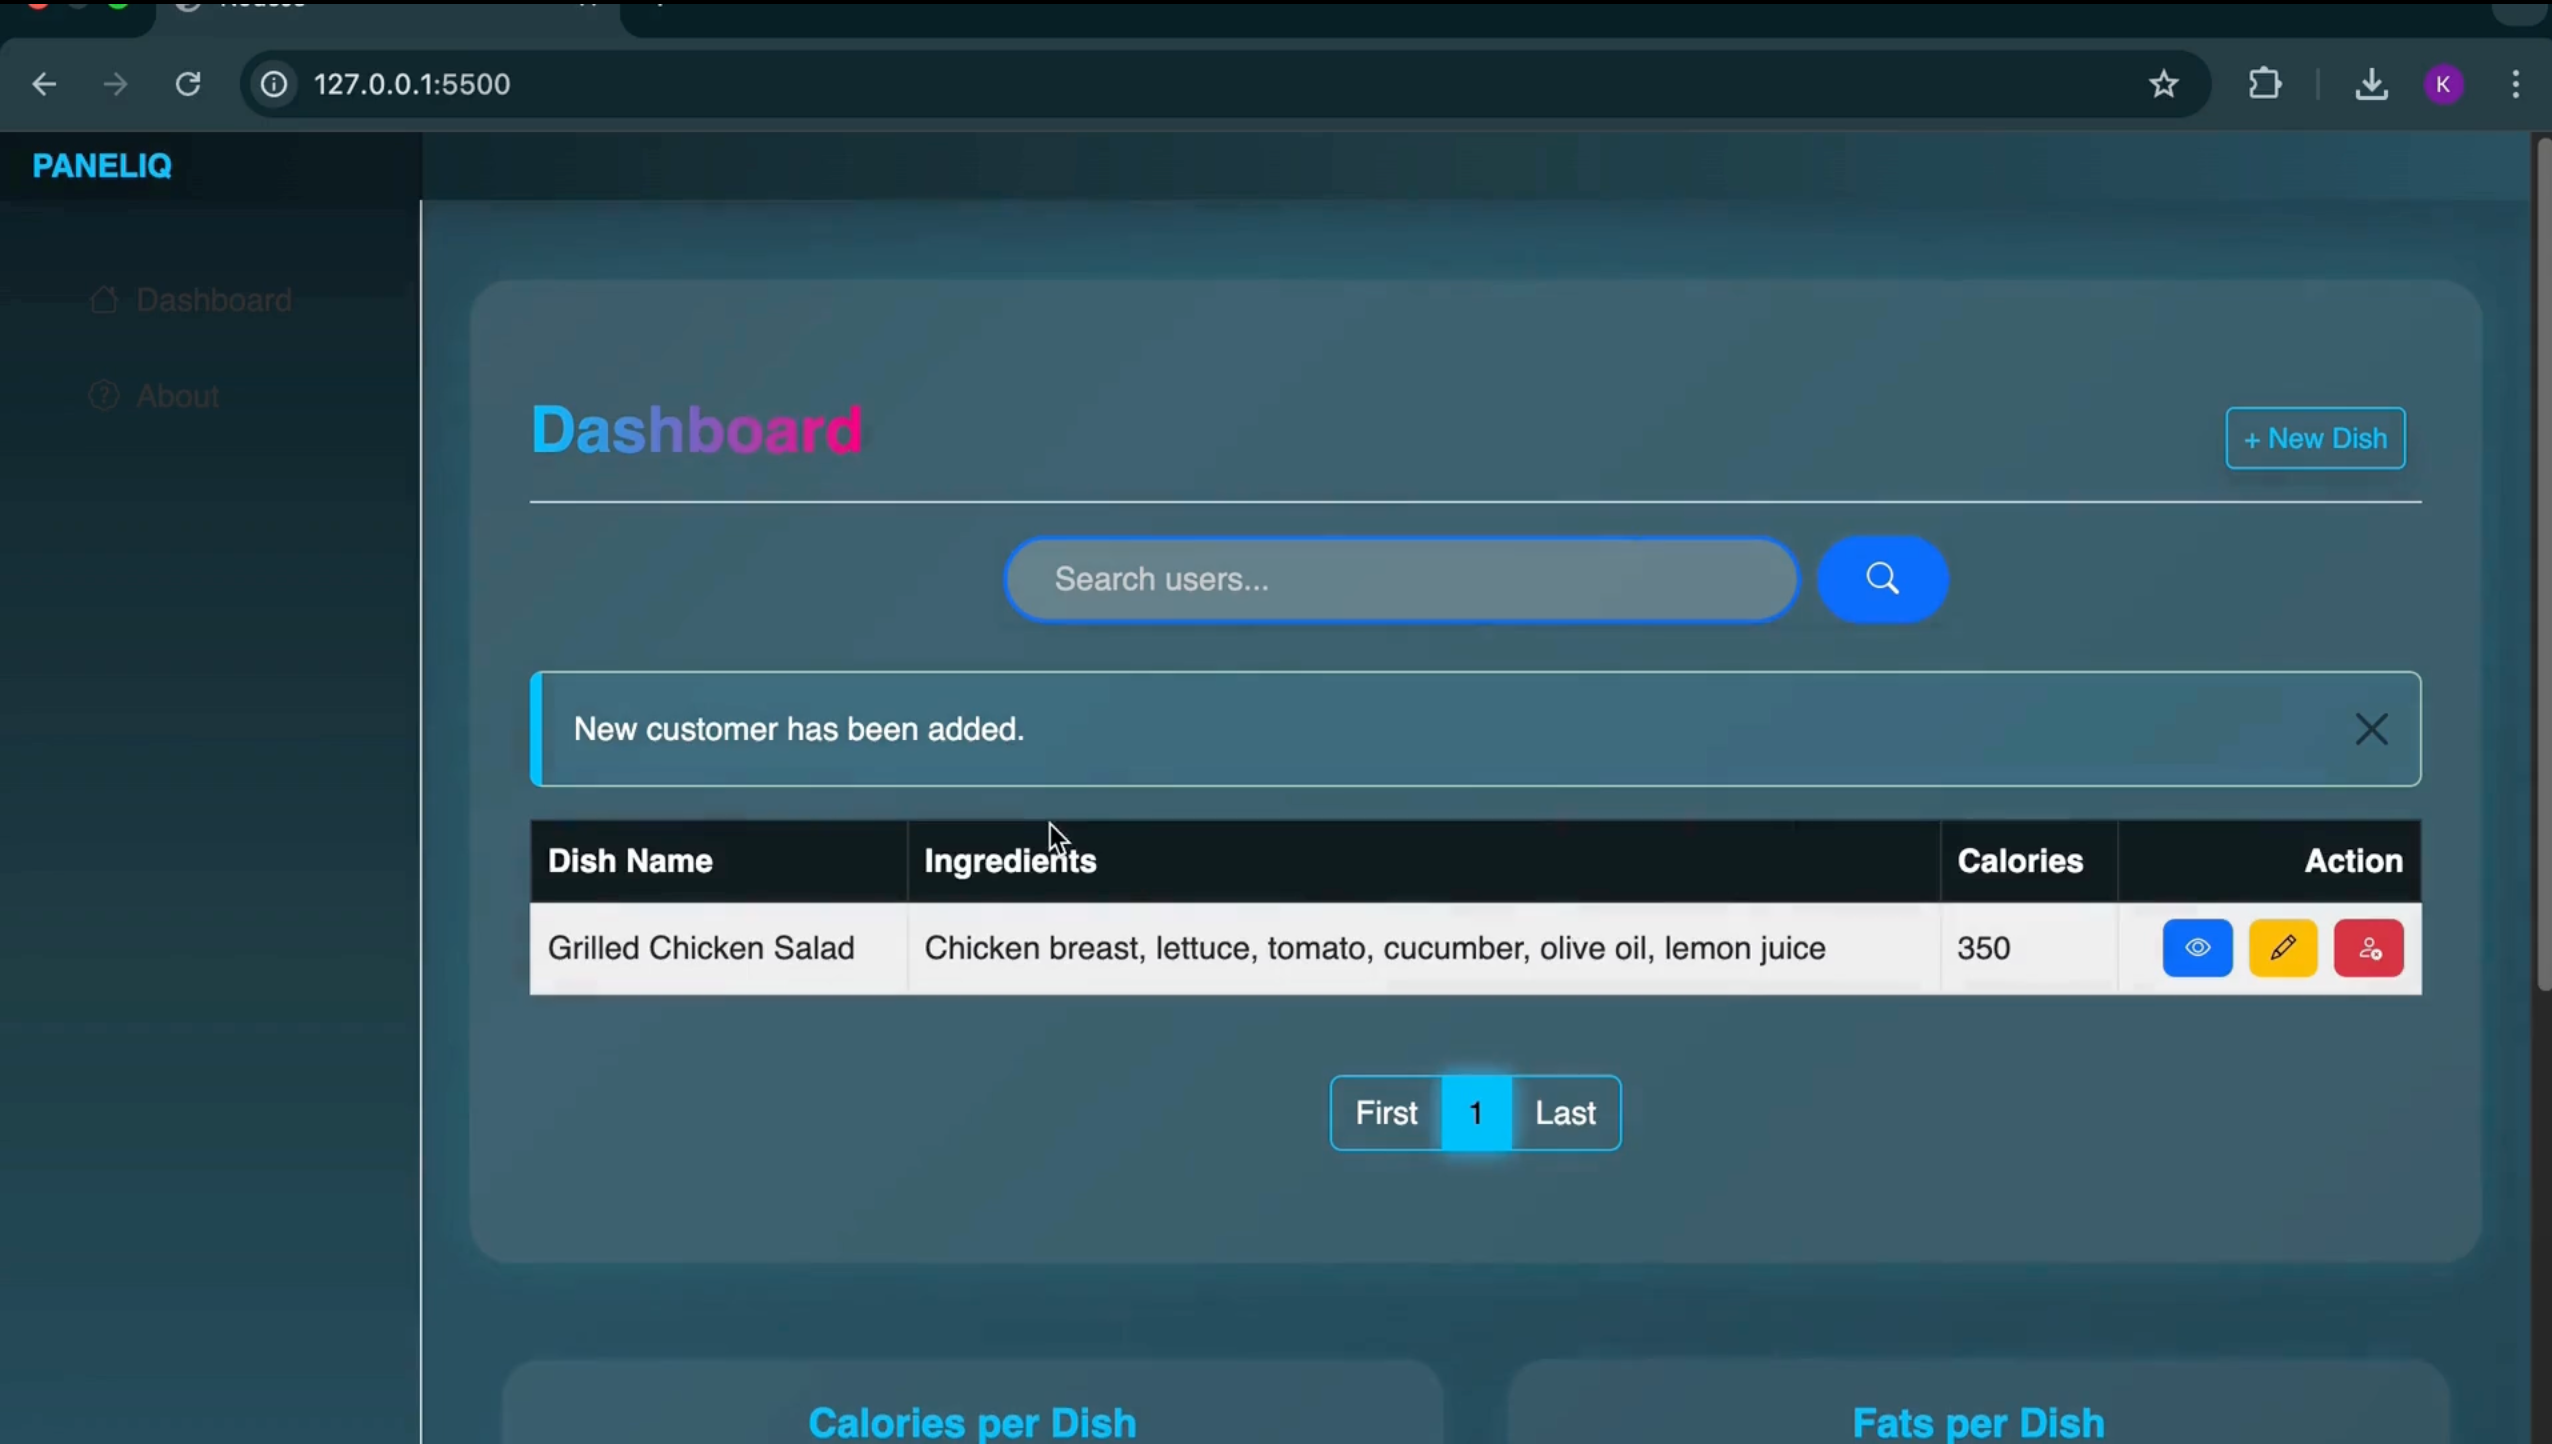 127.0.0.1:5500
K
PANELIQ
Dashboard
About
Dashboard
+ New Dish
Search users...
New customer has been added.
Dish Name Ingredients Calories Action
Grilled Chicken Salad Chicken breast, lettuce, tomato, cucumber, olive oil, lemon juice 350
First 1 Last
Calories per Dish Fats per Dish